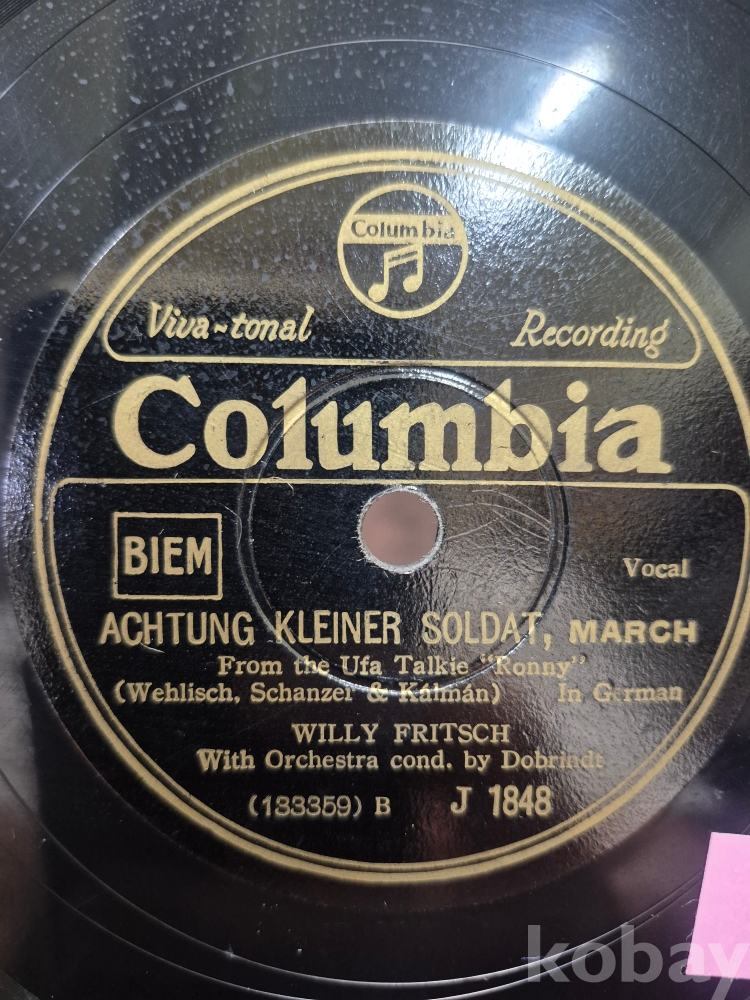 Columbia
Viva-tonal Recording
Columbia
BIEM
Vocal
ACHTUNG KLEINER SOLDAT, MARCH
From the Ufa Talkie "Ronny"
(Wehlisch, Schanzer & Kálmán) In German
WILLY FRITSCH
With Orchestra cond. by Dobrindt
(133359) B J 1848
kobay